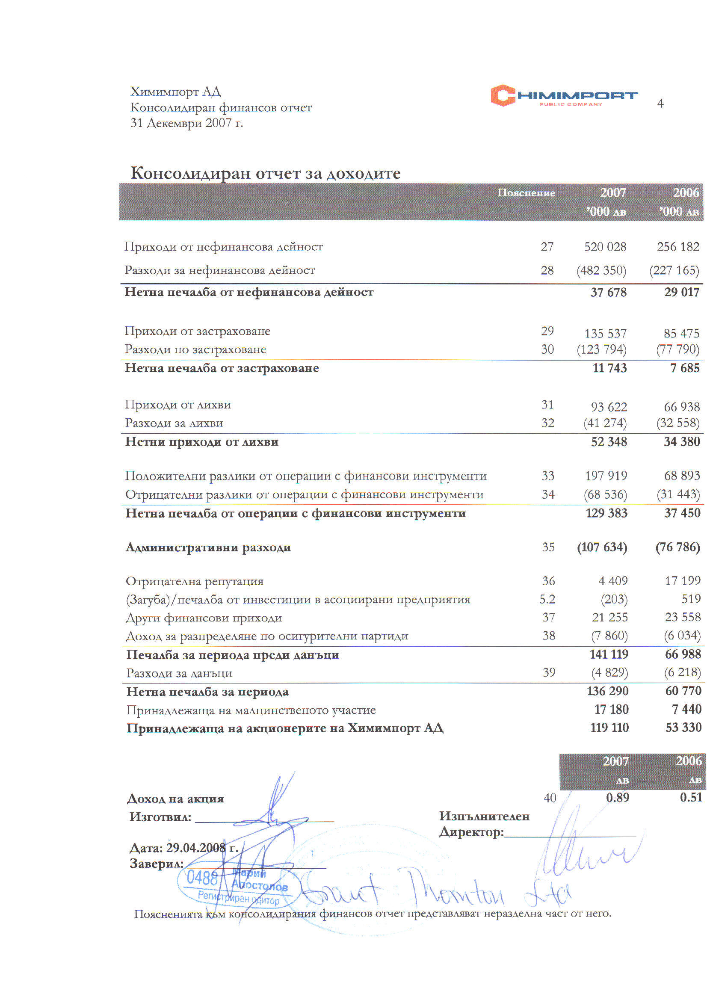 Химимпорт АД
Консолидиран финансов отчет
31 Декември 2007 г.
CHIMIMPORT
PUBLIC COMPANY
4
Консолидиран отчет за доходите
Пояснение 2007 2006
'000 лв '000 лв
Приходи от нефинансова дейност 27 520 028 256 182
Разходи за нефинансова дейност 28 (482 350) (227 165)
Нетна печалба от нефинансова дейност 37 678 29 017
Приходи от застраховане 29 135 537 85 475
Разходи по застраховане 30 (123 794) (77 790)
Нетна печалба от застраховане 11 743 7 685
Приходи от лихви 31 93 622 66 938
Разходи за лихви 32 (41 274) (32 558)
Нетни приходи от лихви 52 348 34 380
Положителни разлики от операции с финансови инструменти 33 197 919 68 893
Отрицателни разлики от операции с финансови инструменти 34 (68 536) (31 443)
Нетна печалба от операции с финансови инструменти 129 383 37 450
Административни разходи 35 (107 634) (76 786)
Отрицателна репутация 36 4 409 17 199
(Загуба)/печалба от инвестиции в асоциирани предприятия 5.2 (203) 519
Други финансови приходи 37 21 255 23 558
Доход за разпределяне по осигурителни партиди 38 (7 860) (6 034)
Печалба за периода преди данъци 141 119 66 988
Разходи за данъци 39 (4 829) (6 218)
Нетна печалба за периода 136 290 60 770
Принадлежаща на малцинственото участие 17 180 7 440
Принадлежаща на акционерите на Химимпорт АД 119 110 53 330
2007 2006
лв лв
Доход на акция 40 0.89 0.51
Изготвил:
Изпълнителен
Директор:
Дата: 29.04.2008 г.
Заверил:
0488 Марий
Апостолов
Регистриран одитор
Grant Thornton Ltd
Поясненията към консолидирания финансов отчет представляват неразделна част от него.